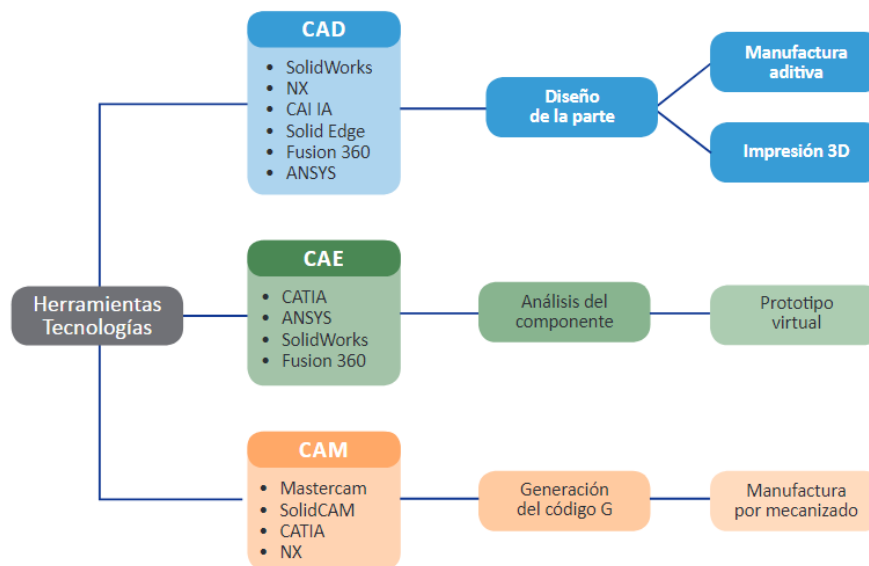 CAD
• SolidWorks
• NX
• CAI IA
• Solid Edge
• Fusion 360
• ANSYS
Diseño
de la parte
Manufactura
aditiva
Impresión 3D
Herramientas
Tecnologías
CAE
• CATIA
• ANSYS
• SolidWorks
• Fusion 360
Análisis del
componente
Prototipo
virtual
CAM
• Mastercam
• SolidCAM
• CATIA
• NX
Generación
del código G
Manufactura
por mecanizado